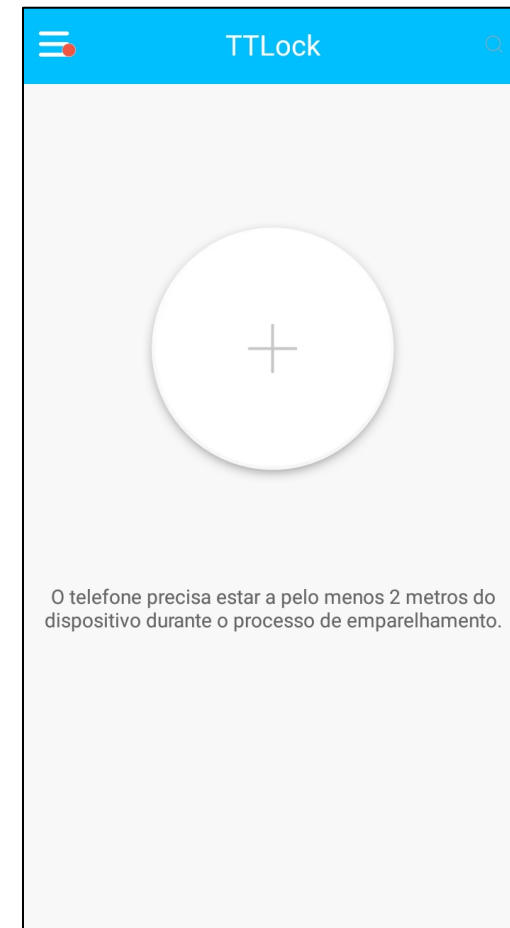 TTLock
O telefone precisa estar a pelo menos 2 metros do
dispositivo durante o processo de emparelhamento.